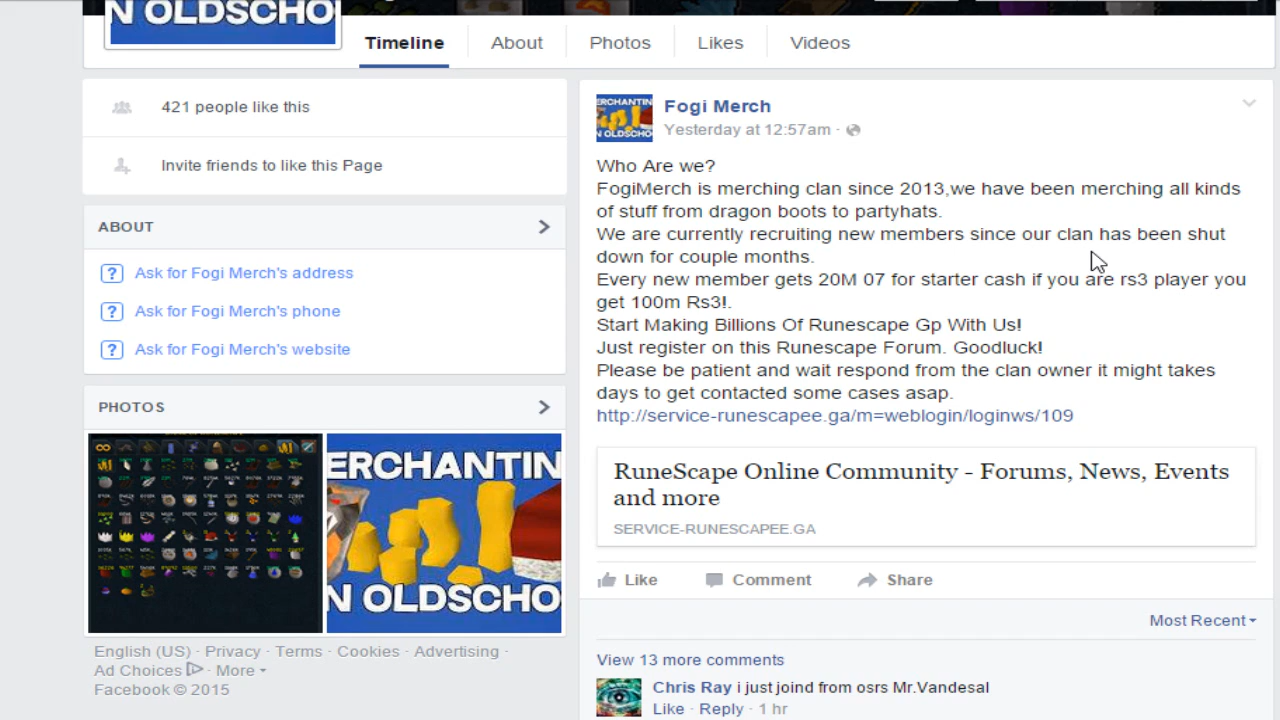 N OLDSCHO
Timeline
About
Photos
Likes
Videos
421 people like this
Invite friends to like this Page
ABOUT
Ask for Fogi Merch's address
Ask for Fogi Merch's phone
Ask for Fogi Merch's website
PHOTOS
ERCHANTIN
N OLDSCHO
English (US) · Privacy · Terms · Cookies · Advertising ·
Ad Choices · More
Facebook © 2015
ERCHANTIN
N OLDSCHO
Fogi Merch
Yesterday at 12:57am ·
Who Are we?
FogiMerch is merching clan since 2013,we have been merching all kinds
of stuff from dragon boots to partyhats.
We are currently recruiting new members since our clan has been shut
down for couple months.
Every new member gets 20M 07 for starter cash if you are rs3 player you
get 100m Rs3!.
Start Making Billions Of Runescape Gp With Us!
Just register on this Runescape Forum. Goodluck!
Please be patient and wait respond from the clan owner it might takes
days to get contacted some cases asap.
http://service-runescapee.ga/m=weblogin/loginws/109
RuneScape Online Community - Forums, News, Events
and more
SERVICE-RUNESCAPEE.GA
Like
Comment
Share
Most Recent
View 13 more comments
Chris Ray i just joind from osrs Mr.Vandesal
Like · Reply · 1 hr